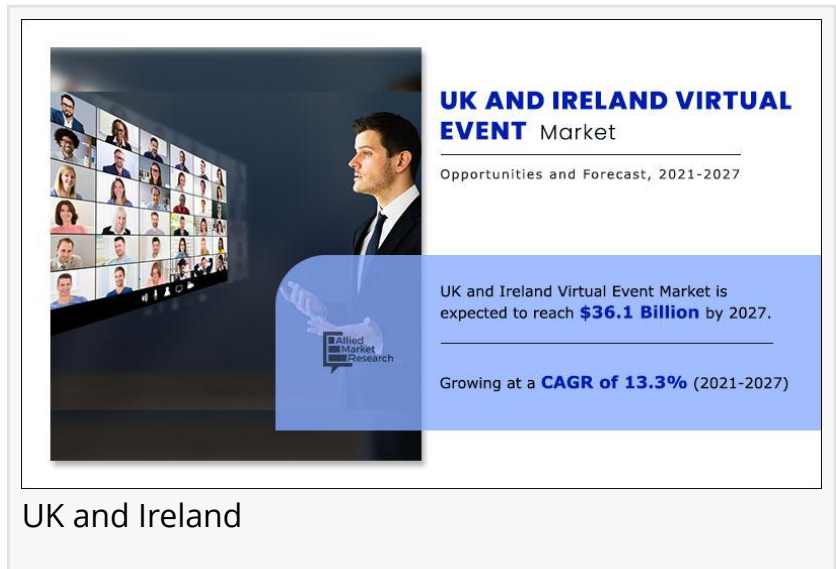 UK AND IRELAND VIRTUAL
EVENT Market
Opportunities and Forecast, 2021-2027
UK and Ireland Virtual Event Market is
expected to reach $36.1 Billion by 2027.
Allied
Market
Research
Growing at a CAGR of 13.3% (2021-2027)
UK and Ireland